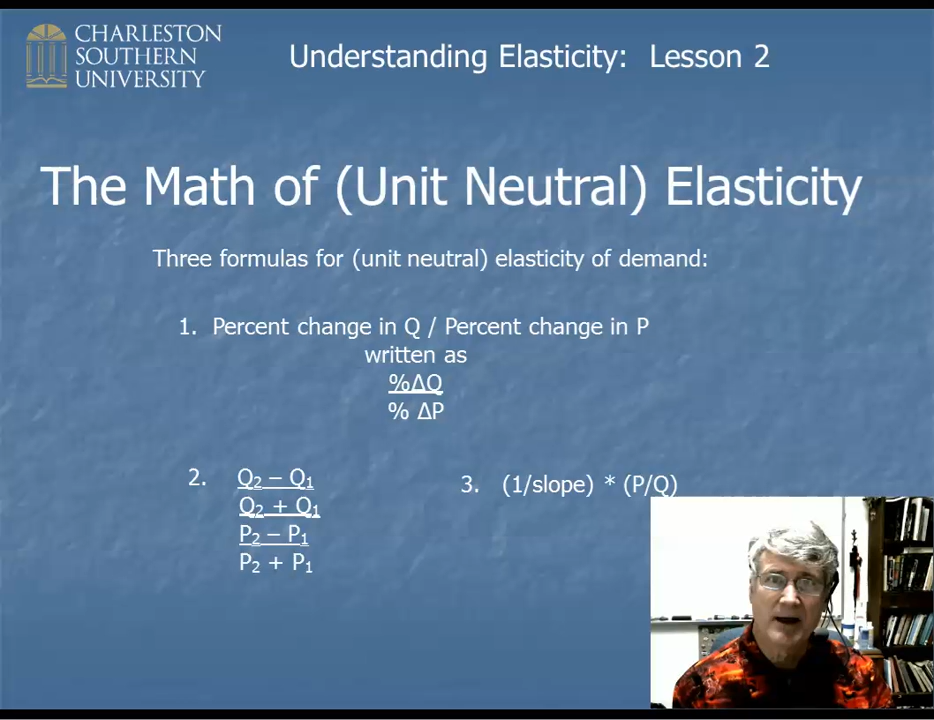 CHARLESTON
SOUTHERN
UNIVERSITY
Understanding Elasticity: Lesson 2
The Math of (Unit Neutral) Elasticity
Three formulas for (unit neutral) elasticity of demand:
1. Percent change in Q / Percent change in P
written as
%ΔQ
% ΔP
2. Q₂ – Q₁
Q₂ + Q₁
P₂ – P₁
P₂ + P₁
3. (1/slope) * (P/Q)